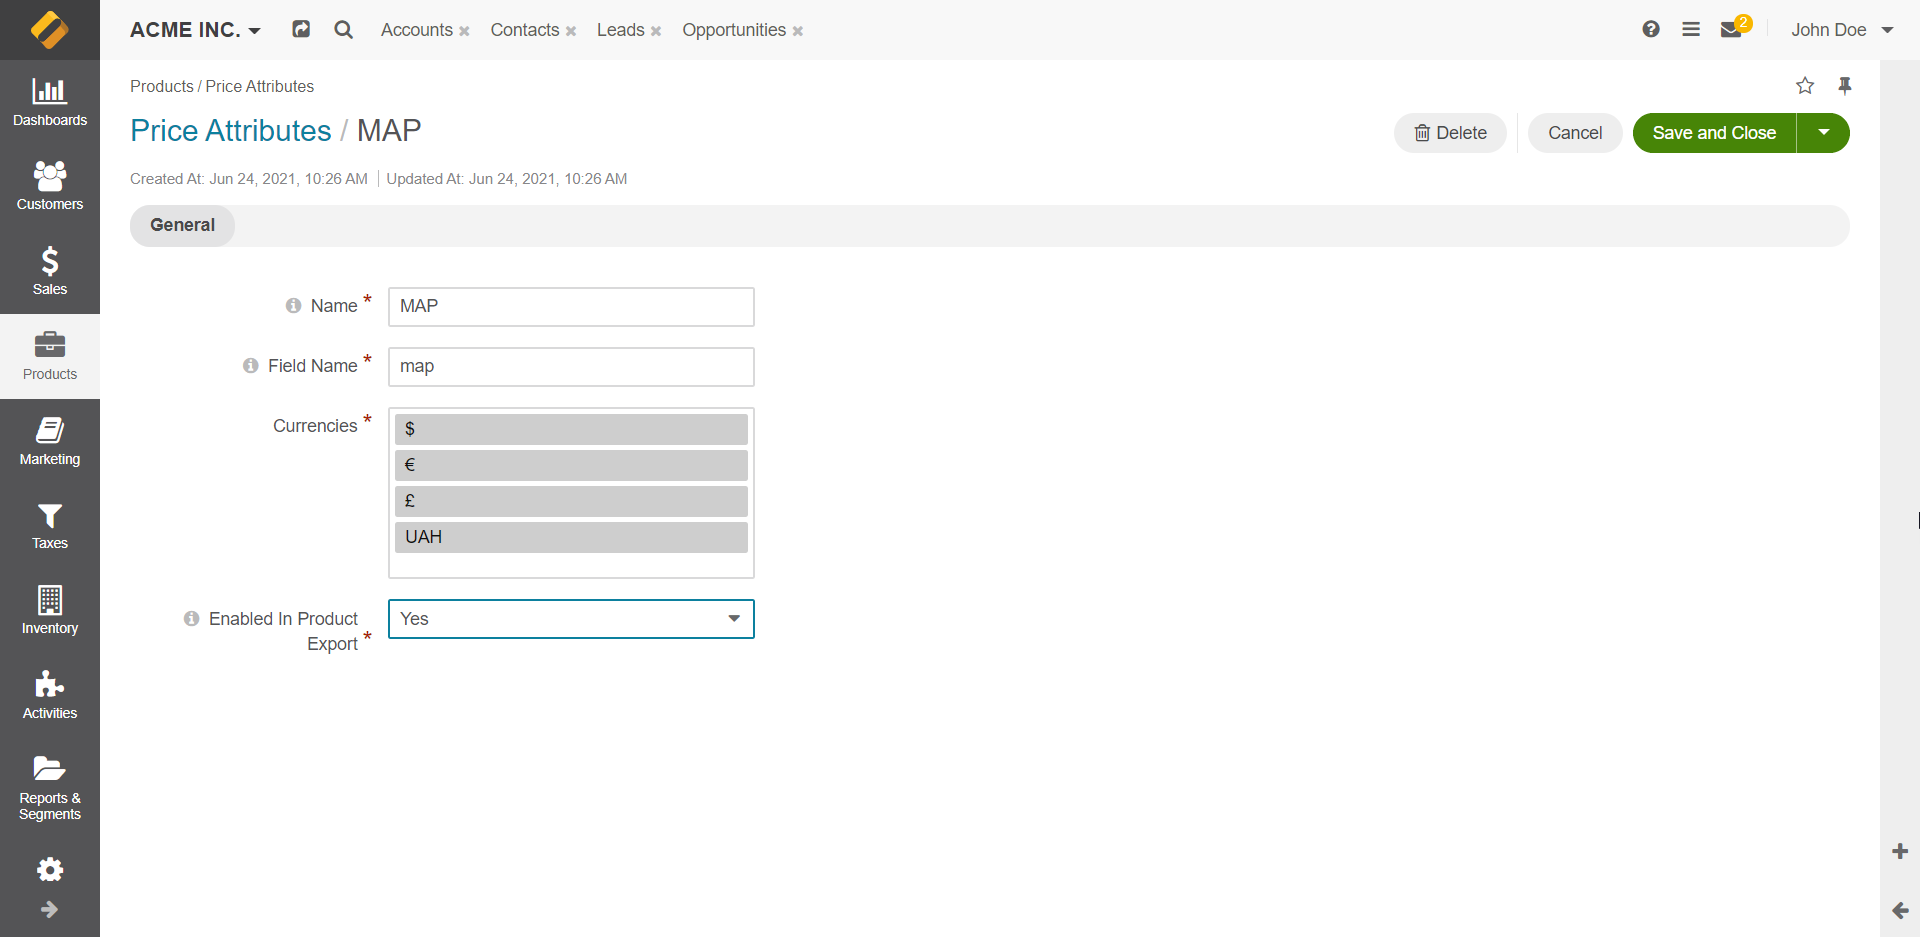 ACME INC.
Accounts
Contacts
Leads
Opportunities
2
John Doe
Dashboards
Customers
Sales
Products
Marketing
Taxes
Inventory
Activities
Reports &
Segments
Products / Price Attributes
Price Attributes / MAP
Delete
Cancel
Save and Close
Created At: Jun 24, 2021, 10:26 AM
Updated At: Jun 24, 2021, 10:26 AM
General
Name *
MAP
Field Name *
map
Currencies *
$
€
£
UAH
Enabled In Product
Export *
Yes